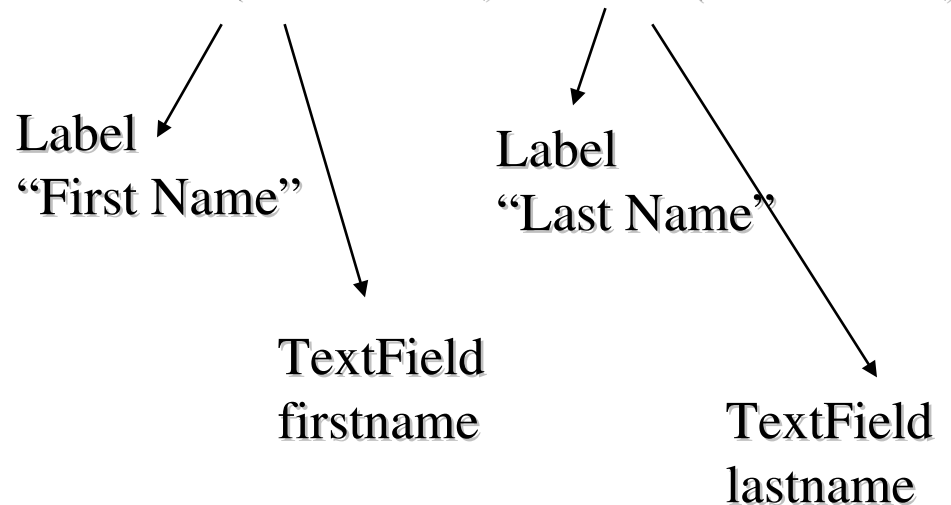 Label
“First Name”
Label
“Last Name”
TextField
firstname
TextField
lastname